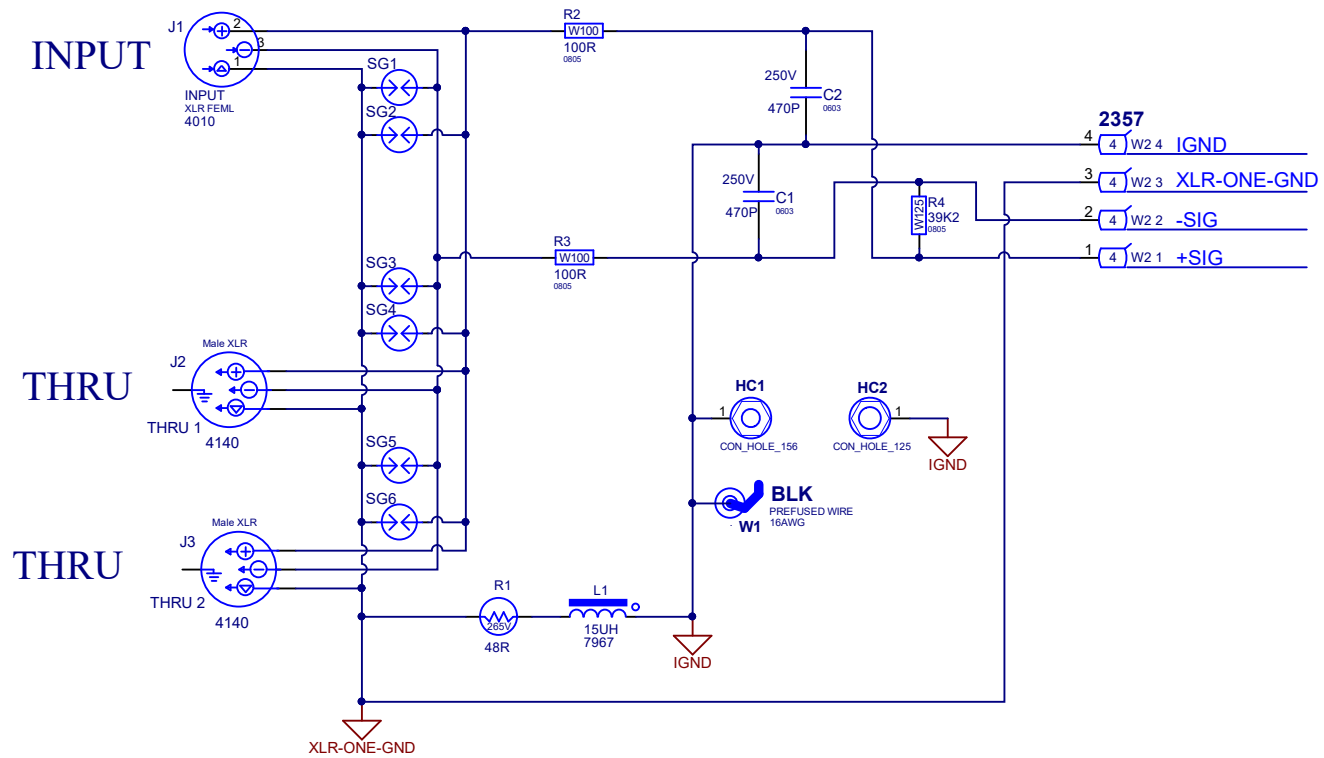 INPUT
J1
2
3
1
INPUT
XLR FEML
4010
SG1
SG2
R2
W100
100R
0805
250V
C2
470P
0603
250V
C1
470P
0603
2357
4 4 W2 4 IGND
3 4 W2 3 XLR-ONE-GND
2 4 W2 2 -SIG
1 4 W2 1 +SIG
W125
R4
39K2
0805
R3
W100
100R
0805
SG3
SG4
THRU
Male XLR
J2
THRU 1
4140
HC1
1
CON_HOLE_156
HC2
1
CON_HOLE_125
IGND
SG5
SG6
BLK
PREFUSED WIRE
16AWG
W1
THRU
Male XLR
J3
THRU 2
4140
R1
265V
48R
L1
15UH
7967
IGND
XLR-ONE-GND